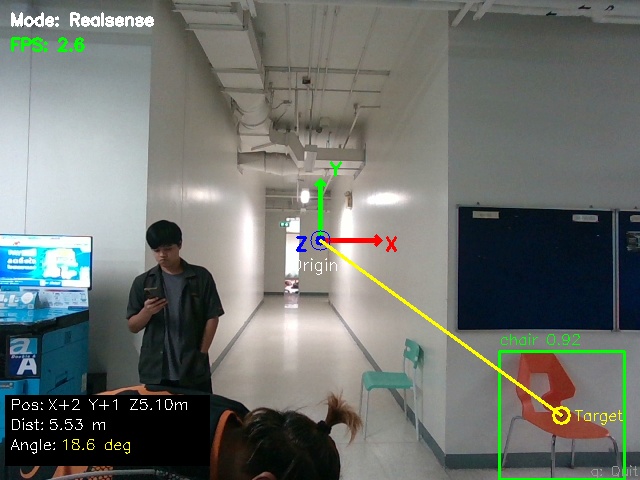 Mode: Realsense
FPS: 2.6
Y
Z
X
Origin
chair 0.92
Target
a
A
Pos: X+2 Y+1 Z5.10m
Dist: 5.53 m
Angle: 18.6 deg
q: Quit